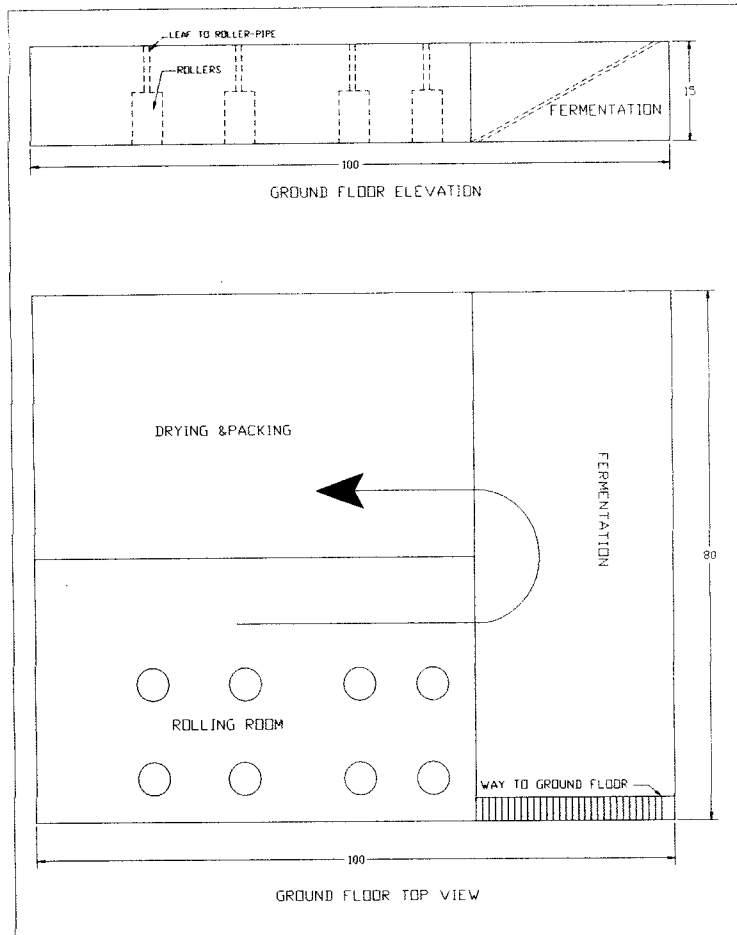 LEAF TO ROLLER-PIPE
ROLLERS
FERMENTATION
15
100
GROUND FLOOR ELEVATION
DRYING &PACKING
FERMENTATION
80
ROLLING ROOM
WAY TO GROUND FLOOR
100
GROUND FLOOR TOP VIEW